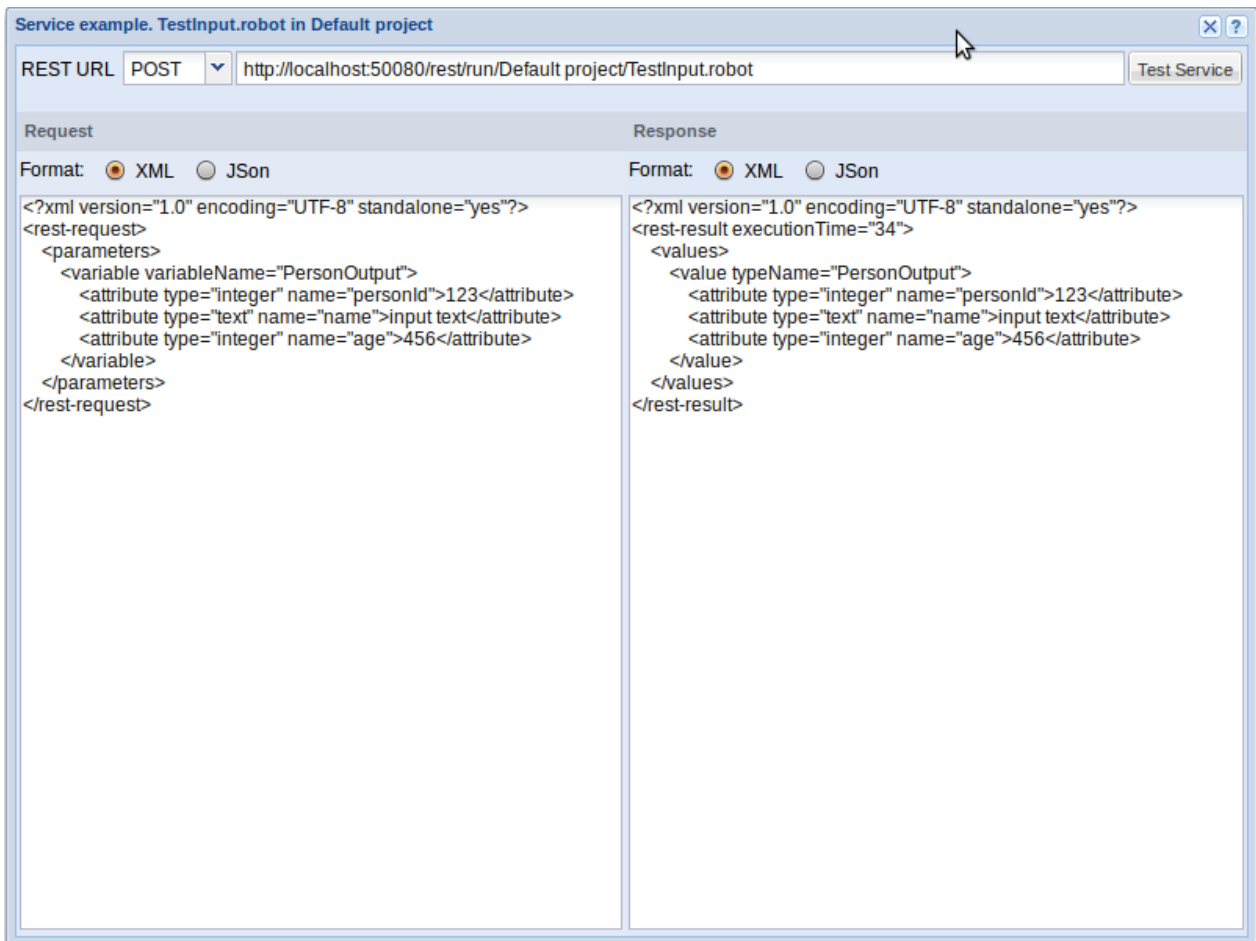 Service example. TestInput.robot in Default project
REST URL POST http://localhost:50080/rest/run/Default project/TestInput.robot Test Service
Request
Format: XML JSon
<?xml version="1.0" encoding="UTF-8" standalone="yes"?>
<rest-request>
<parameters>
<variable variableName="PersonOutput">
<attribute type="integer" name="personId">123</attribute>
<attribute type="text" name="name">input text</attribute>
<attribute type="integer" name="age">456</attribute>
</variable>
</parameters>
</rest-request>
Response
Format: XML JSon
<?xml version="1.0" encoding="UTF-8" standalone="yes"?>
<rest-result executionTime="34">
<values>
<value typeName="PersonOutput">
<attribute type="integer" name="personId">123</attribute>
<attribute type="text" name="name">input text</attribute>
<attribute type="integer" name="age">456</attribute>
</value>
</values>
</rest-result>